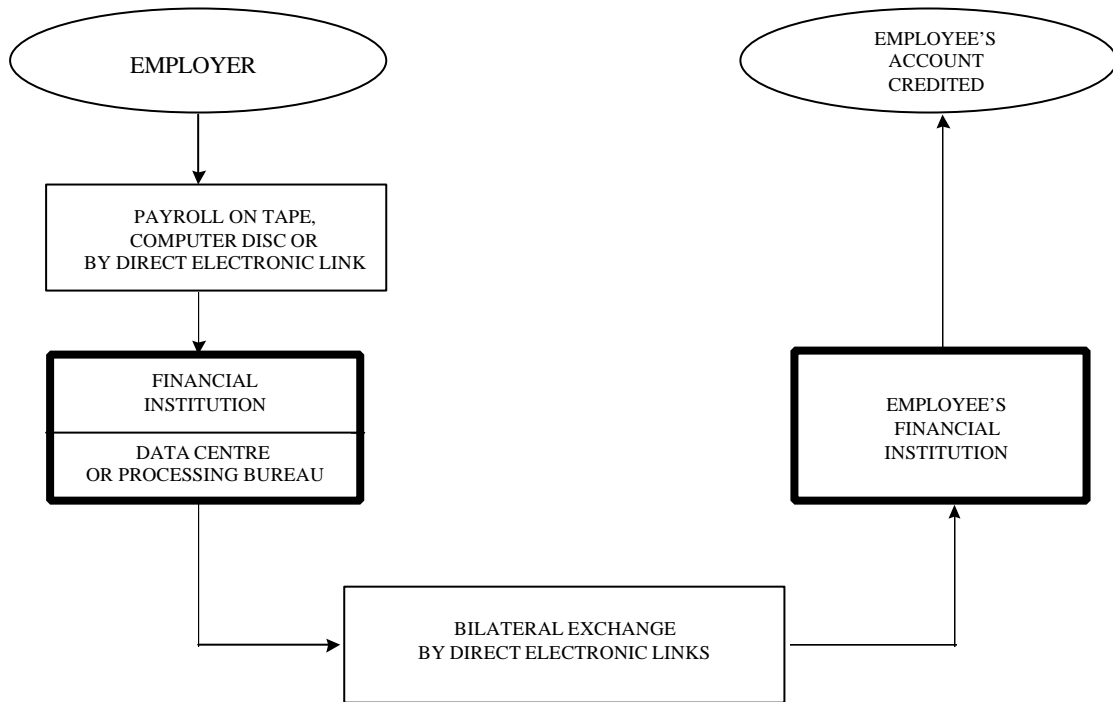 EMPLOYER
PAYROLL ON TAPE,
COMPUTER DISC OR
BY DIRECT ELECTRONIC LINK
FINANCIAL
INSTITUTION
DATA CENTRE
OR PROCESSING BUREAU
BILATERAL EXCHANGE
BY DIRECT ELECTRONIC LINKS
EMPLOYEE’S
FINANCIAL
INSTITUTION
EMPLOYEE’S
ACCOUNT
CREDITED